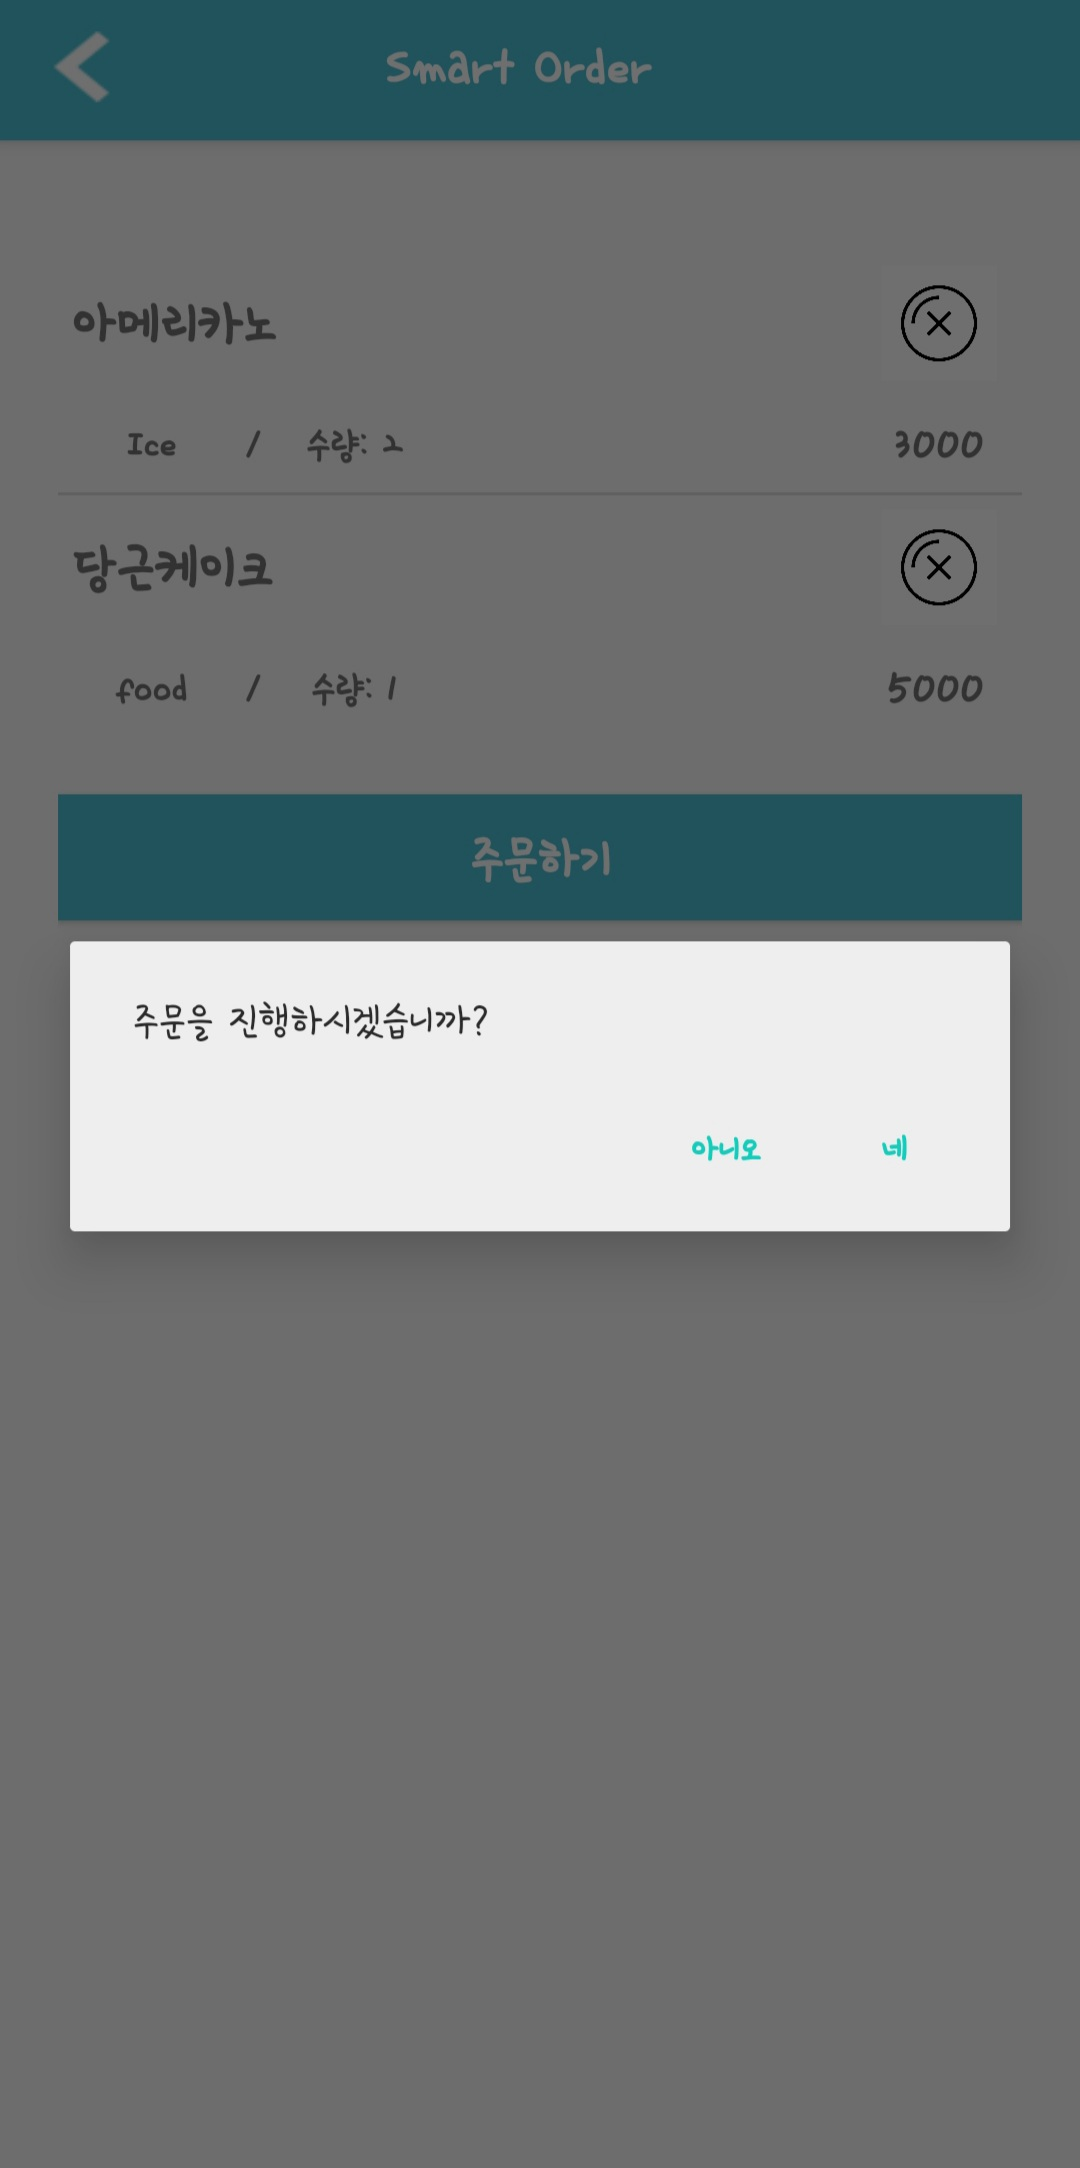 Smart Order
아메리카노
Ice / 수량: 2 3000
당근케이크
food / 수량: 1 5000
주문하기
주문을 진행하시겠습니까?
아니오 네